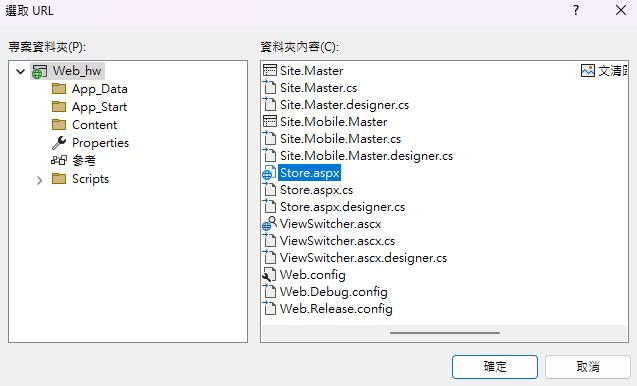 選取 URL
專案資料夾(P):
Web_hw
App_Data
App_Start
Content
Properties
參考
Scripts
資料夾內容(C):
Site.Master
Site.Master.cs
Site.Master.designer.cs
Site.Mobile.Master
Site.Mobile.Master.cs
Site.Mobile.Master.designer.cs
Store.aspx
Store.aspx.cs
Store.aspx.designer.cs
ViewSwitcher.ascx
ViewSwitcher.ascx.cs
ViewSwitcher.ascx.designer.cs
Web.config
Web.Debug.config
Web.Release.config
文清
確定
取消